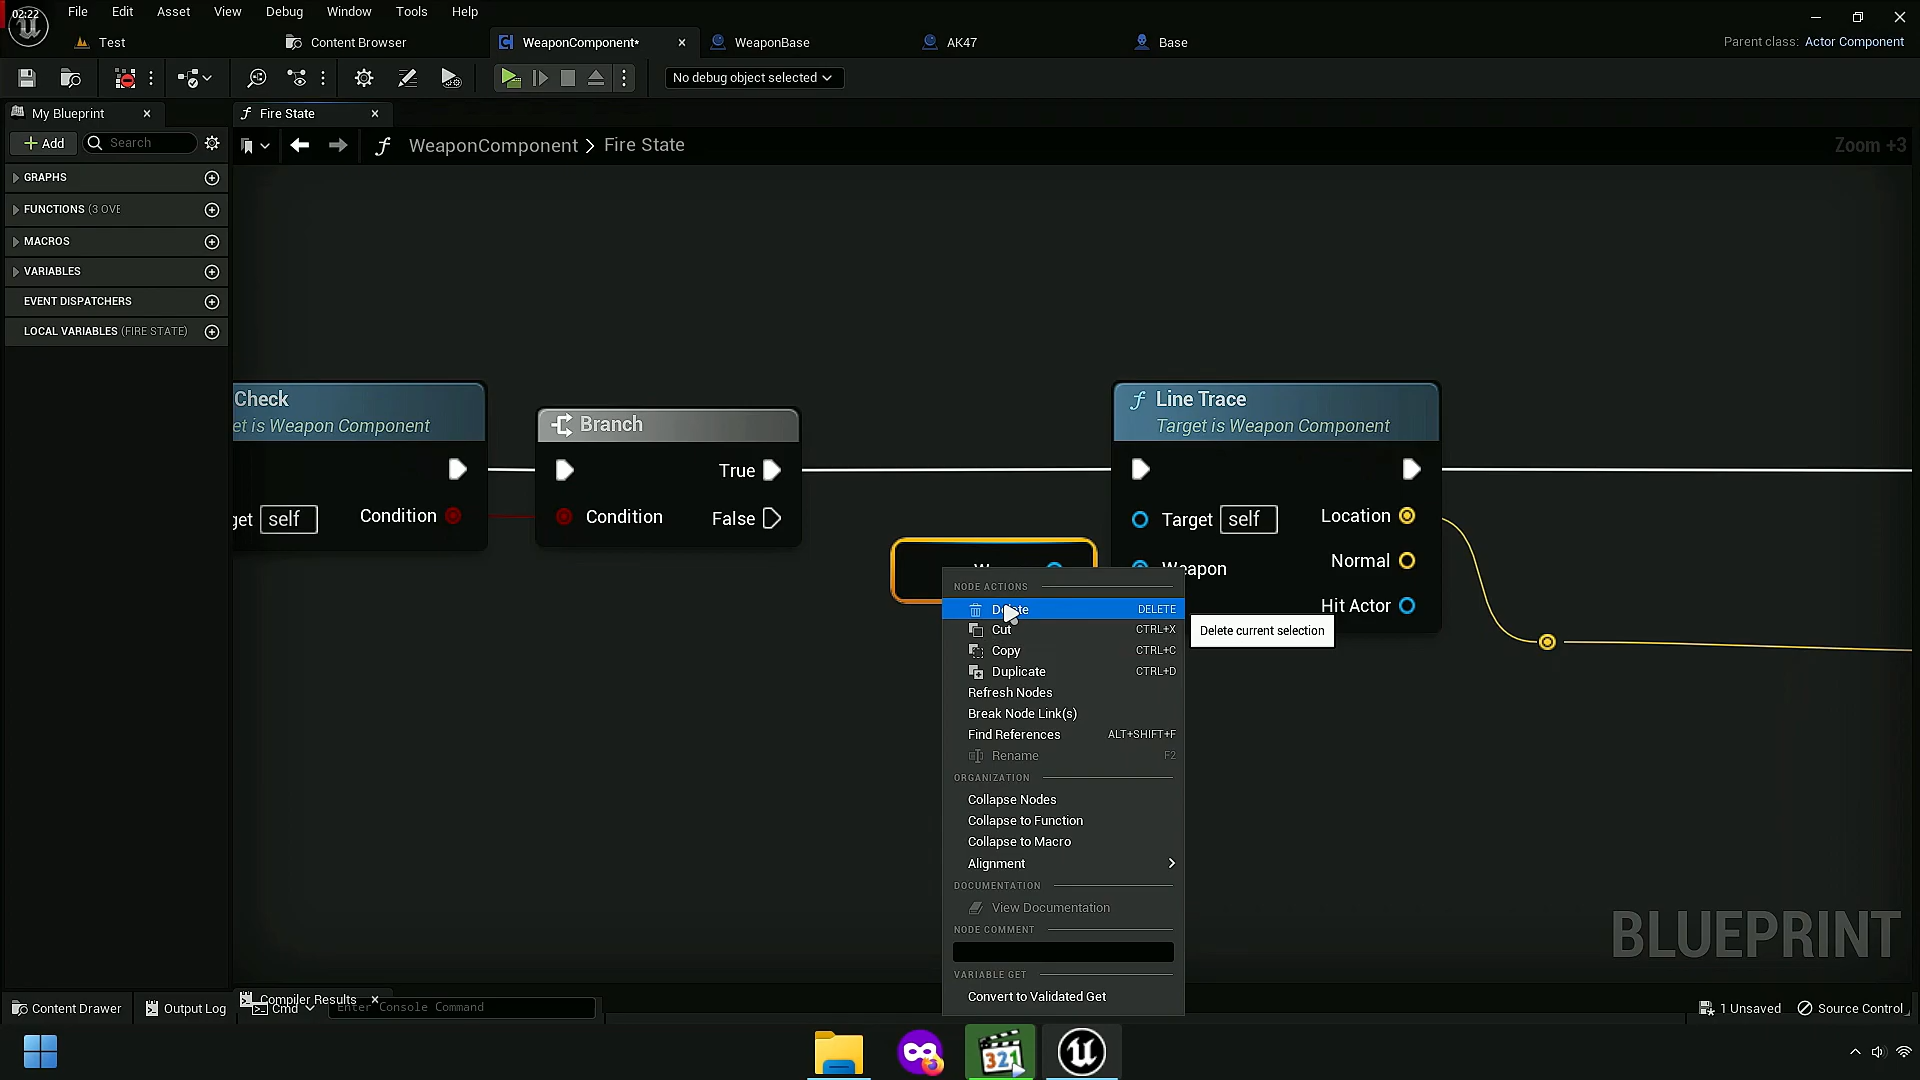 02:22
File Edit Asset View Debug Window Tools Help
Test Content Browser WeaponComponent* WeaponBase AK47 Base Parent class: Actor Component
No debug object selected
My Blueprint Fire State
Add Search WeaponComponent > Fire State Zoom +3
GRAPHS
FUNCTIONS (3 OVE
MACROS
VARIABLES
EVENT DISPATCHERS
LOCAL VARIABLES (FIRE STATE)
Check
et is Weapon Component
get self Condition
Branch
True
Condition False
Line Trace
Target is Weapon Component
Target self Location
Weapon Normal
Hit Actor
NODE ACTIONS
Delete DELETE
Cut CTRL+X
Copy CTRL+C
Duplicate CTRL+D
Refresh Nodes
Break Node Link(s)
Find References ALT+SHIFT+F
Rename F2
ORGANIZATION
Collapse Nodes
Collapse to Function
Collapse to Macro
Alignment
DOCUMENTATION
View Documentation
NODE COMMENT
VARIABLE GET
Convert to Validated Get
Delete current selection
BLUEPRINT
Compiler Results
Content Drawer Output Log Cmd Enter Console Command 1 Unsaved Source Control
321